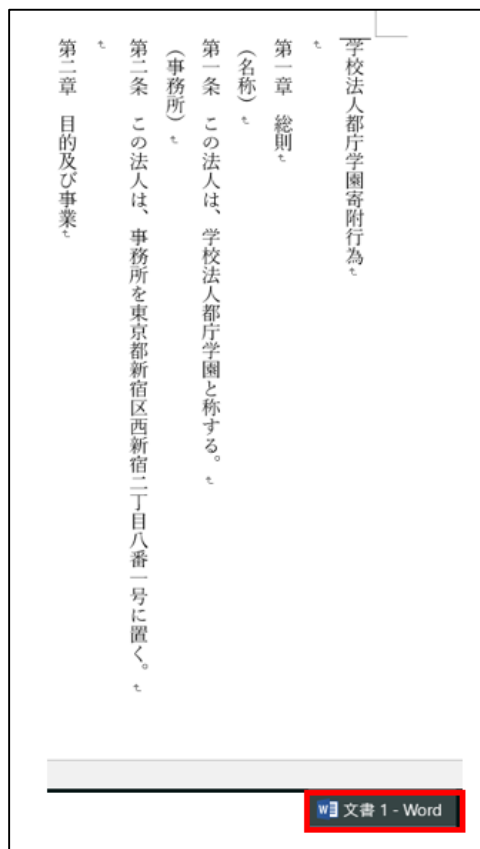 学校法人都庁学園寄附行為
第一章　総則
（名称）
第一条　この法人は、学校法人都庁学園と称する。
（事務所）
第二条　この法人は、事務所を東京都新宿区西新宿二丁目八番一号に置く。
第二章　目的及び事業
文書 1 - Word